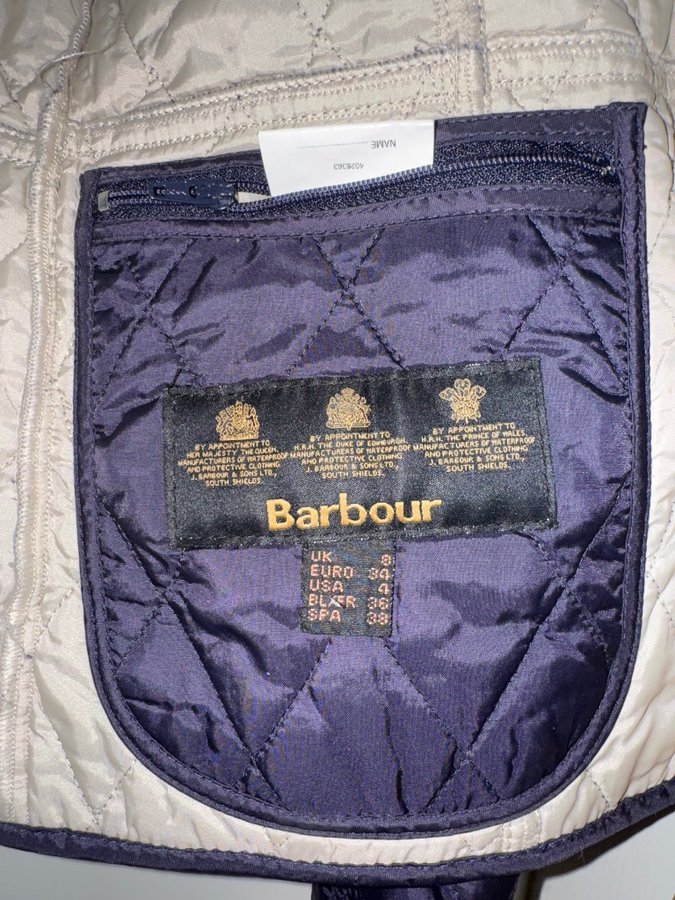 NAME ....................
4026363
BY APPOINTMENT TO
HER MAJESTY THE QUEEN,
MANUFACTURERS OF WATERPROOF
AND PROTECTIVE CLOTHING
J. BARBOUR & SONS LTD,
SOUTH SHIELDS.
BY APPOINTMENT TO
H.R.H. THE DUKE OF EDINBURGH,
MANUFACTURERS OF WATERPROOF
AND PROTECTIVE CLOTHING
J. BARBOUR & SONS LTD,
SOUTH SHIELDS.
BY APPOINTMENT TO
H.R.H. THE PRINCE OF WALES,
MANUFACTURERS OF WATERPROOF
AND PROTECTIVE CLOTHING
J. BARBOUR & SONS LTD,
SOUTH SHIELDS.
Barbour
UK 8
EURO 34
USA 4
BLXFR 36
SPA 38